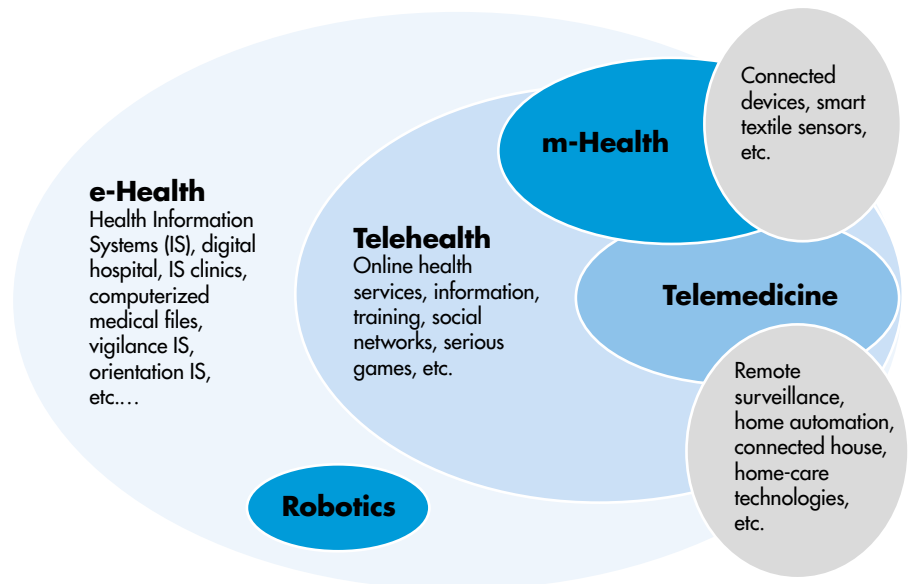 e-Health
Health Information
Systems (IS), digital
hospital, IS clinics,
computerized
medical files,
vigilance IS,
orientation IS,
etc.…
Telehealth
Online health
services, information,
training, social
networks, serious
games, etc.
m-Health
Connected
devices, smart
textile sensors,
etc.
Telemedicine
Remote
surveillance,
home automation,
connected house,
home-care
technologies,
etc.
Robotics